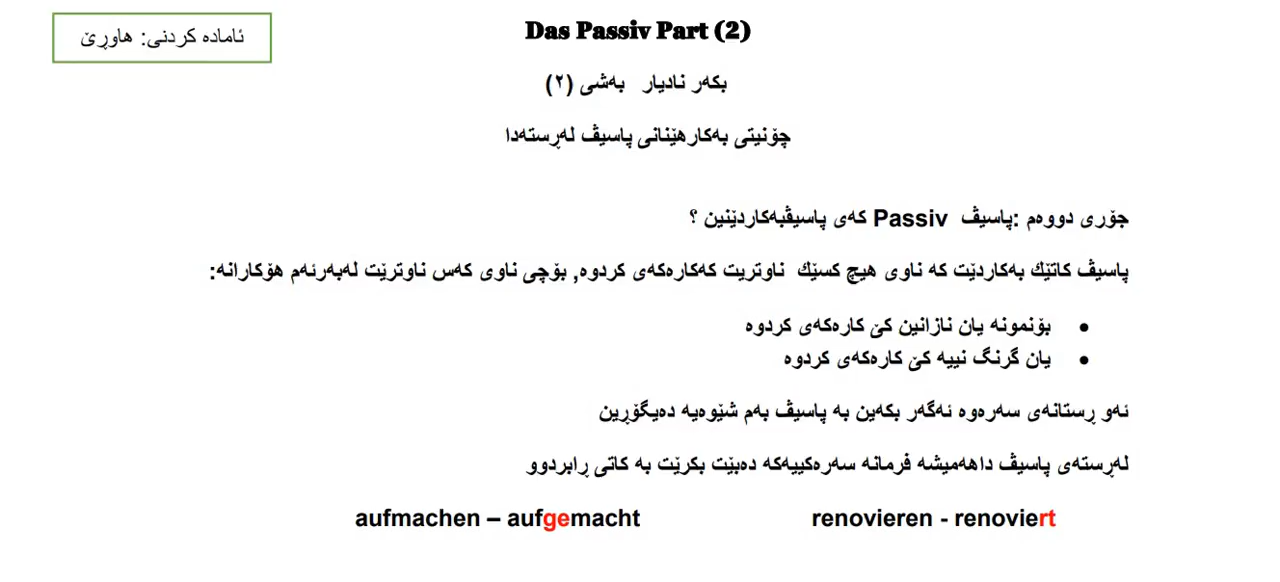 ئامادە کردنی: هاوڕێ
Das Passiv Part (2)
بکەر نادیار بەشی (٢)
چۆنیتی بەکارهێنانی پاسیڤ لەڕستەدا
جۆری دووەم :پاسیڤ Passiv کەی پاسیڤبەکاردێنین ؟
پاسیڤ کاتێك بەکاردێت کە ناوی هیچ کسێك ناوتریت کەکارەکەی کردوە, بۆچی ناوی کەس ناوترێت لەبەرئەم هۆکارانە:
• بۆنمونە یان نازانین کێ کارەکەی کردوە
• یان گرنگ نییە کێ کارەکەی کردوە
ئەو ڕستانەی سەرەوە ئەگەر بکەین بە پاسیڤ بەم شێوەیە دەیگۆڕین
لەڕستەی پاسیڤ داهەمیشە فرمانە سەرەکییەکە دەبێت بکرێت بە کاتی ڕابردوو
aufmachen – aufgemacht renovieren - renoviert